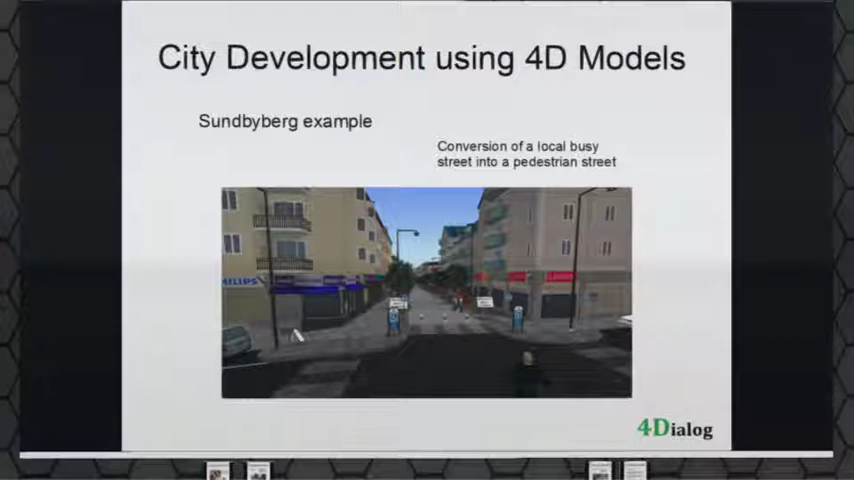 City Development using 4D Models
Sundbyberg example
Conversion of a local busy
street into a pedestrian street
PHILIPS
4Dialog